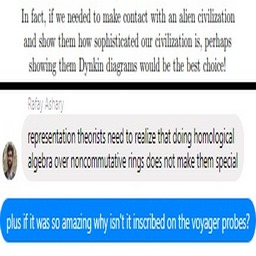 In fact, if we needed to make contact with an alien civilization
and show them how sophisticated our civilization is, perhaps
showing them Dynkin diagrams would be the best choice!
Rafay Ashary
representation theorists need to realize that doing homological
algebra over noncommutative rings does not make them special
plus if it was so amazing why isn't it inscribed on the voyager probes?